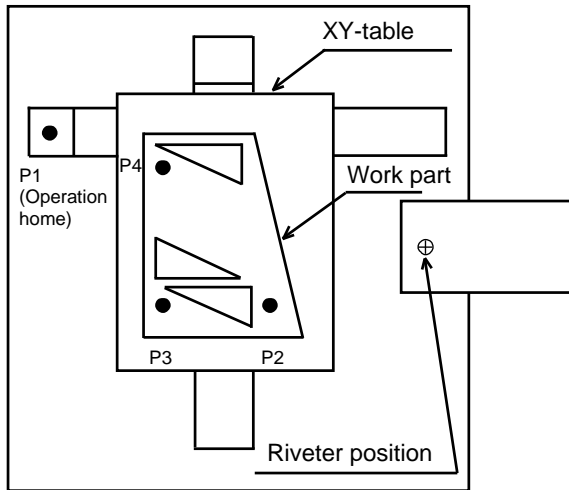 XY-table
P1
(Operation
home)
P4
Work part
P3
P2
Riveter position